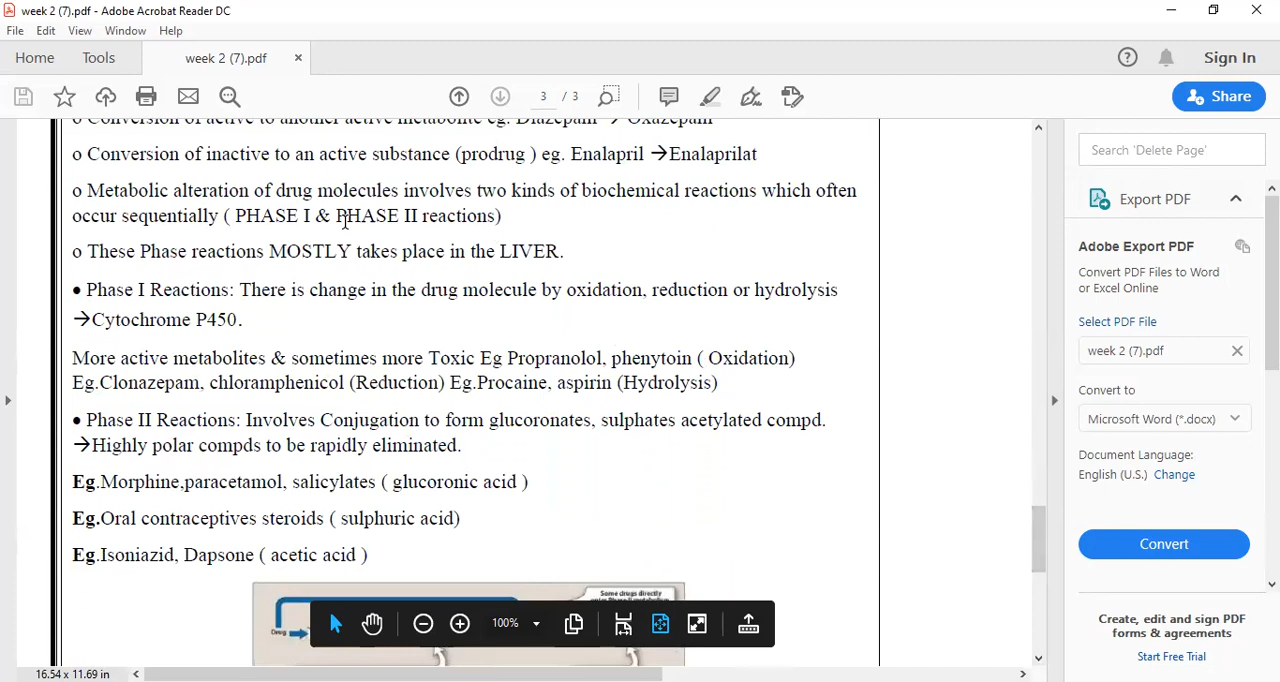 week 2 (7).pdf - Adobe Acrobat Reader DC
File Edit View Window Help
Home Tools week 2 (7).pdf × Sign In
3 / 3 Share
o Conversion of active to another active metabolite eg. Diazepam → Oxazepam
o Conversion of inactive to an active substance (prodrug ) eg. Enalapril →Enalaprilat
o Metabolic alteration of drug molecules involves two kinds of biochemical reactions which often
occur sequentially ( PHASE I & PHASE II reactions)
o These Phase reactions MOSTLY takes place in the LIVER.
• Phase I Reactions: There is change in the drug molecule by oxidation, reduction or hydrolysis
→Cytochrome P450.
More active metabolites & sometimes more Toxic Eg Propranolol, phenytoin ( Oxidation)
Eg.Clonazepam, chloramphenicol (Reduction) Eg.Procaine, aspirin (Hydrolysis)
• Phase II Reactions: Involves Conjugation to form glucoronates, sulphates acetylated compd.
→Highly polar compds to be rapidly eliminated.
Eg.Morphine,paracetamol, salicylates ( glucoronic acid )
Eg.Oral contraceptives steroids ( sulphuric acid)
Eg.Isoniazid, Dapsone ( acetic acid )
Some drugs directly
Drug
100%
16.54 x 11.69 in
Search 'Delete Page'
Export PDF
Adobe Export PDF
Convert PDF Files to Word
or Excel Online
Select PDF File
week 2 (7).pdf
Convert to
Microsoft Word (*.docx)
Document Language:
English (U.S.) Change
Convert
Create, edit and sign PDF
forms & agreements
Start Free Trial